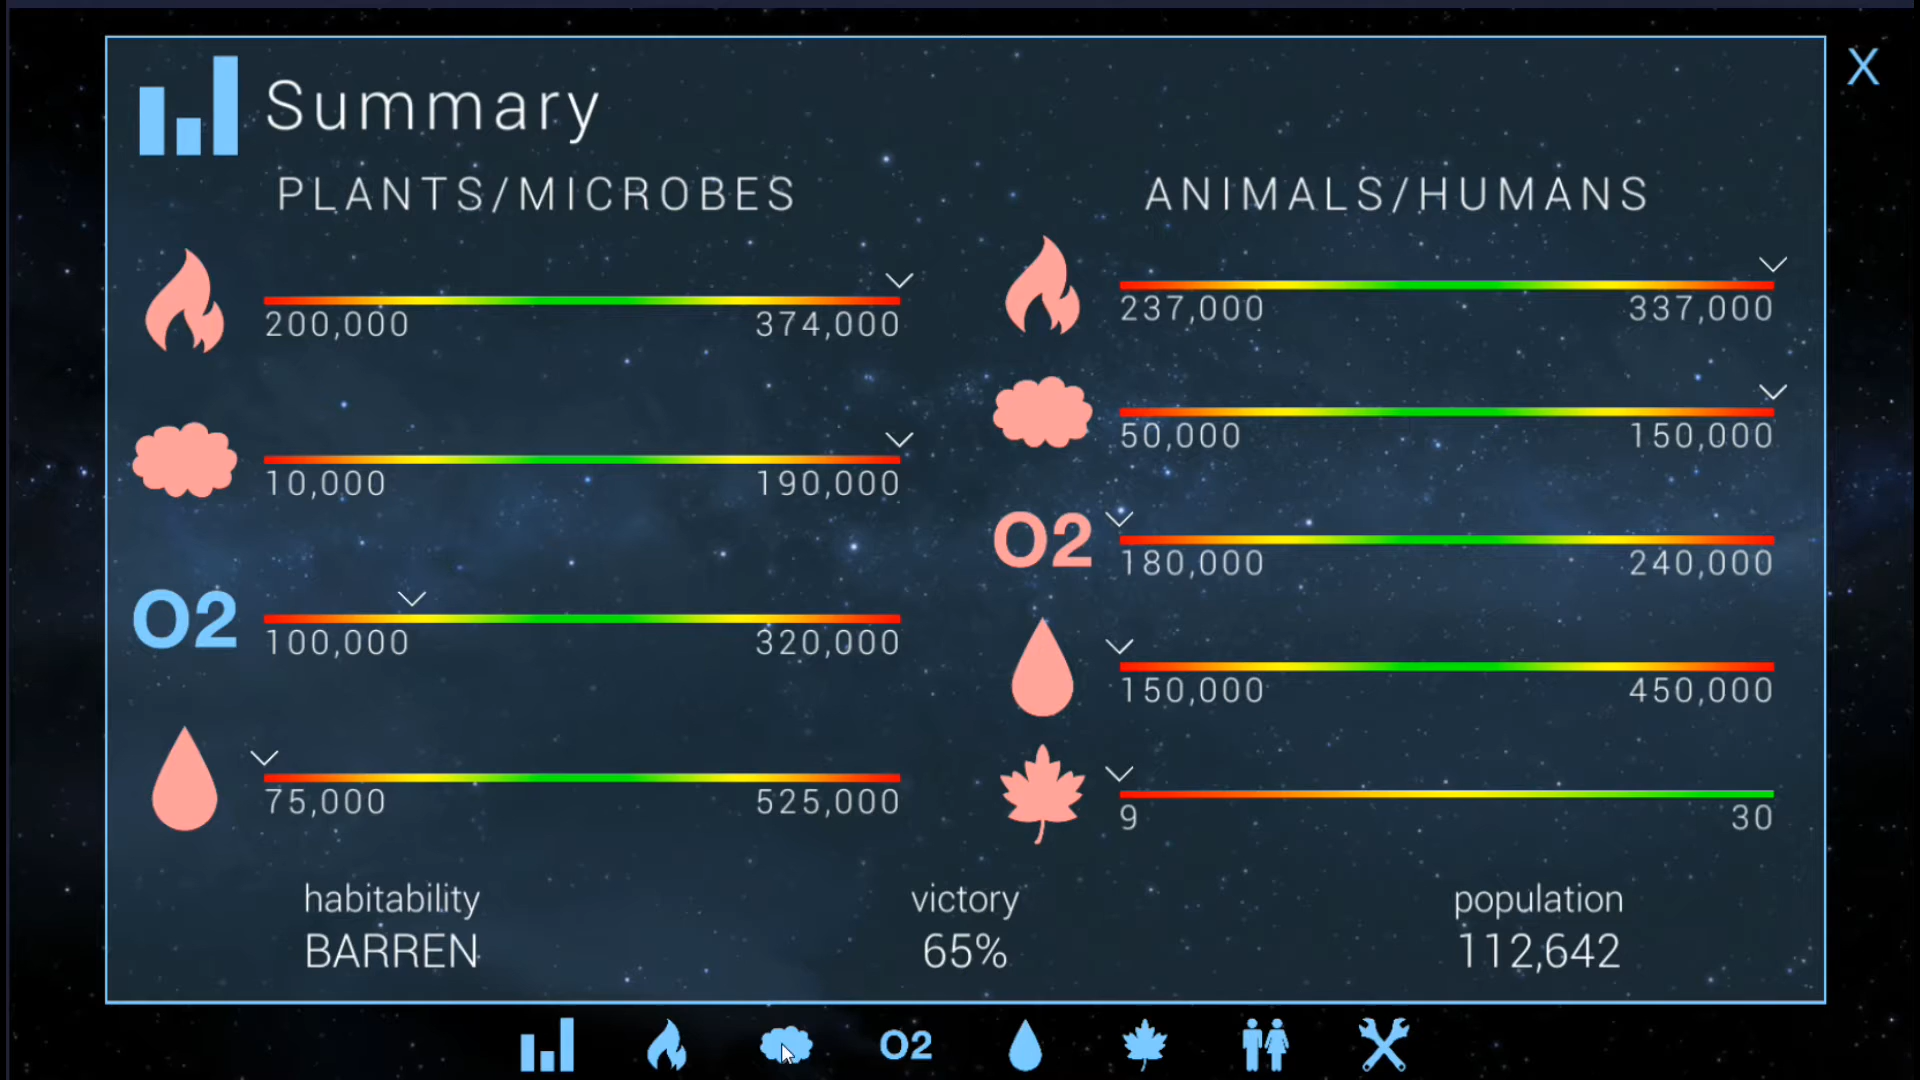 Summary
X
PLANTS/MICROBES
200,000 374,000
10,000 190,000
O2
100,000 320,000
75,000 525,000
ANIMALS/HUMANS
237,000 337,000
50,000 150,000
O2
180,000 240,000
150,000 450,000
9 30
habitability
BARREN
victory
65%
population
112,642
O2